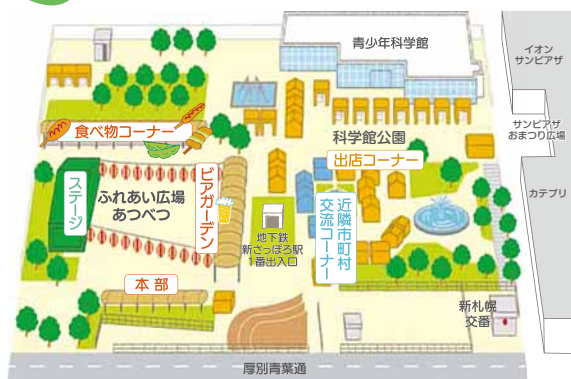 青少年科学館
イオン
サンピアザ
サンピアザ
おまつり広場
カテプリ
食べ物コーナー
科学館公園
出店コーナー
ステージ
ふれあい広場
あつべつ
ビアガーデン
地下鉄
新さっぽろ駅
1番出入口
近隣市町村
交流コーナー
本部
新札幌
交番
厚別青葉通